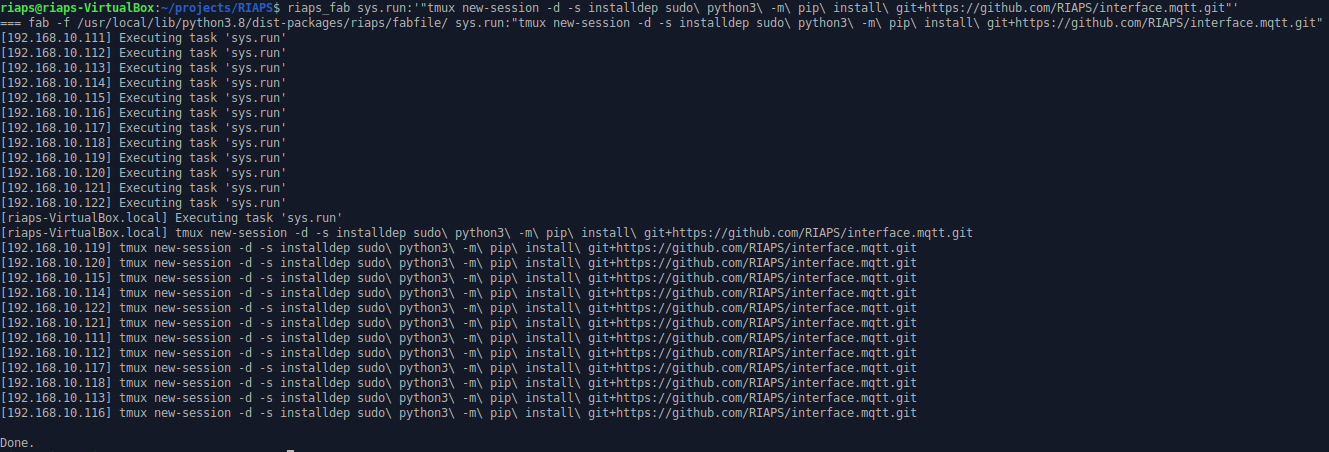 riaps@riaps-VirtualBox:~/projects/RIAPS$ riaps_fab sys.run:'"tmux new-session -d -s installdep sudo\ python3\ -m\ pip\ install\ git+https://github.com/RIAPS/interface.mqtt.git"'
=== fab -f /usr/local/lib/python3.8/dist-packages/riaps/fabfile/ sys.run:"tmux new-session -d -s installdep sudo\ python3\ -m\ pip\ install\ git+https://github.com/RIAPS/interface.mqtt.git"
[192.168.10.111] Executing task 'sys.run'
[192.168.10.112] Executing task 'sys.run'
[192.168.10.113] Executing task 'sys.run'
[192.168.10.114] Executing task 'sys.run'
[192.168.10.115] Executing task 'sys.run'
[192.168.10.116] Executing task 'sys.run'
[192.168.10.117] Executing task 'sys.run'
[192.168.10.118] Executing task 'sys.run'
[192.168.10.119] Executing task 'sys.run'
[192.168.10.120] Executing task 'sys.run'
[192.168.10.121] Executing task 'sys.run'
[192.168.10.122] Executing task 'sys.run'
[riaps-VirtualBox.local] Executing task 'sys.run'
[riaps-VirtualBox.local] tmux new-session -d -s installdep sudo\ python3\ -m\ pip\ install\ git+https://github.com/RIAPS/interface.mqtt.git
[192.168.10.119] tmux new-session -d -s installdep sudo\ python3\ -m\ pip\ install\ git+https://github.com/RIAPS/interface.mqtt.git
[192.168.10.120] tmux new-session -d -s installdep sudo\ python3\ -m\ pip\ install\ git+https://github.com/RIAPS/interface.mqtt.git
[192.168.10.115] tmux new-session -d -s installdep sudo\ python3\ -m\ pip\ install\ git+https://github.com/RIAPS/interface.mqtt.git
[192.168.10.114] tmux new-session -d -s installdep sudo\ python3\ -m\ pip\ install\ git+https://github.com/RIAPS/interface.mqtt.git
[192.168.10.122] tmux new-session -d -s installdep sudo\ python3\ -m\ pip\ install\ git+https://github.com/RIAPS/interface.mqtt.git
[192.168.10.121] tmux new-session -d -s installdep sudo\ python3\ -m\ pip\ install\ git+https://github.com/RIAPS/interface.mqtt.git
[192.168.10.111] tmux new-session -d -s installdep sudo\ python3\ -m\ pip\ install\ git+https://github.com/RIAPS/interface.mqtt.git
[192.168.10.112] tmux new-session -d -s installdep sudo\ python3\ -m\ pip\ install\ git+https://github.com/RIAPS/interface.mqtt.git
[192.168.10.117] tmux new-session -d -s installdep sudo\ python3\ -m\ pip\ install\ git+https://github.com/RIAPS/interface.mqtt.git
[192.168.10.118] tmux new-session -d -s installdep sudo\ python3\ -m\ pip\ install\ git+https://github.com/RIAPS/interface.mqtt.git
[192.168.10.113] tmux new-session -d -s installdep sudo\ python3\ -m\ pip\ install\ git+https://github.com/RIAPS/interface.mqtt.git
[192.168.10.116] tmux new-session -d -s installdep sudo\ python3\ -m\ pip\ install\ git+https://github.com/RIAPS/interface.mqtt.git
Done.